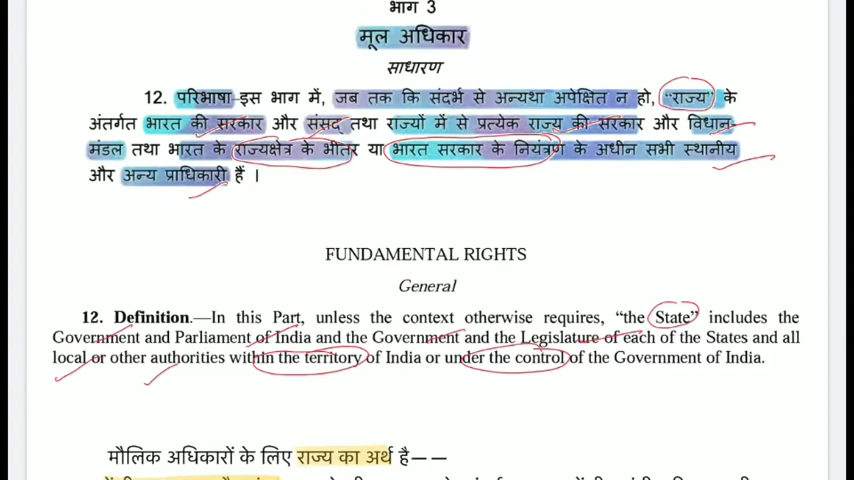 भाग 3
मूल अधिकार
साधारण
12. परिभाषा–इस भाग में, जब तक कि संदर्भ से अन्यथा अपेक्षित न हो, “राज्य” के
अंतर्गत भारत की सरकार और संसद् तथा राज्यों में से प्रत्येक राज्य की सरकार और विधान-
मंडल तथा भारत के राज्यक्षेत्र के भीतर या भारत सरकार के नियंत्रण के अधीन सभी स्थानीय
और अन्य प्राधिकारी हैं ।
FUNDAMENTAL RIGHTS
General
12. Definition.—In this Part, unless the context otherwise requires, “the State” includes the
Government and Parliament of India and the Government and the Legislature of each of the States and all
local or other authorities within the territory of India or under the control of the Government of India.
मौलिक अधिकारों के लिए राज्य का अर्थ है——